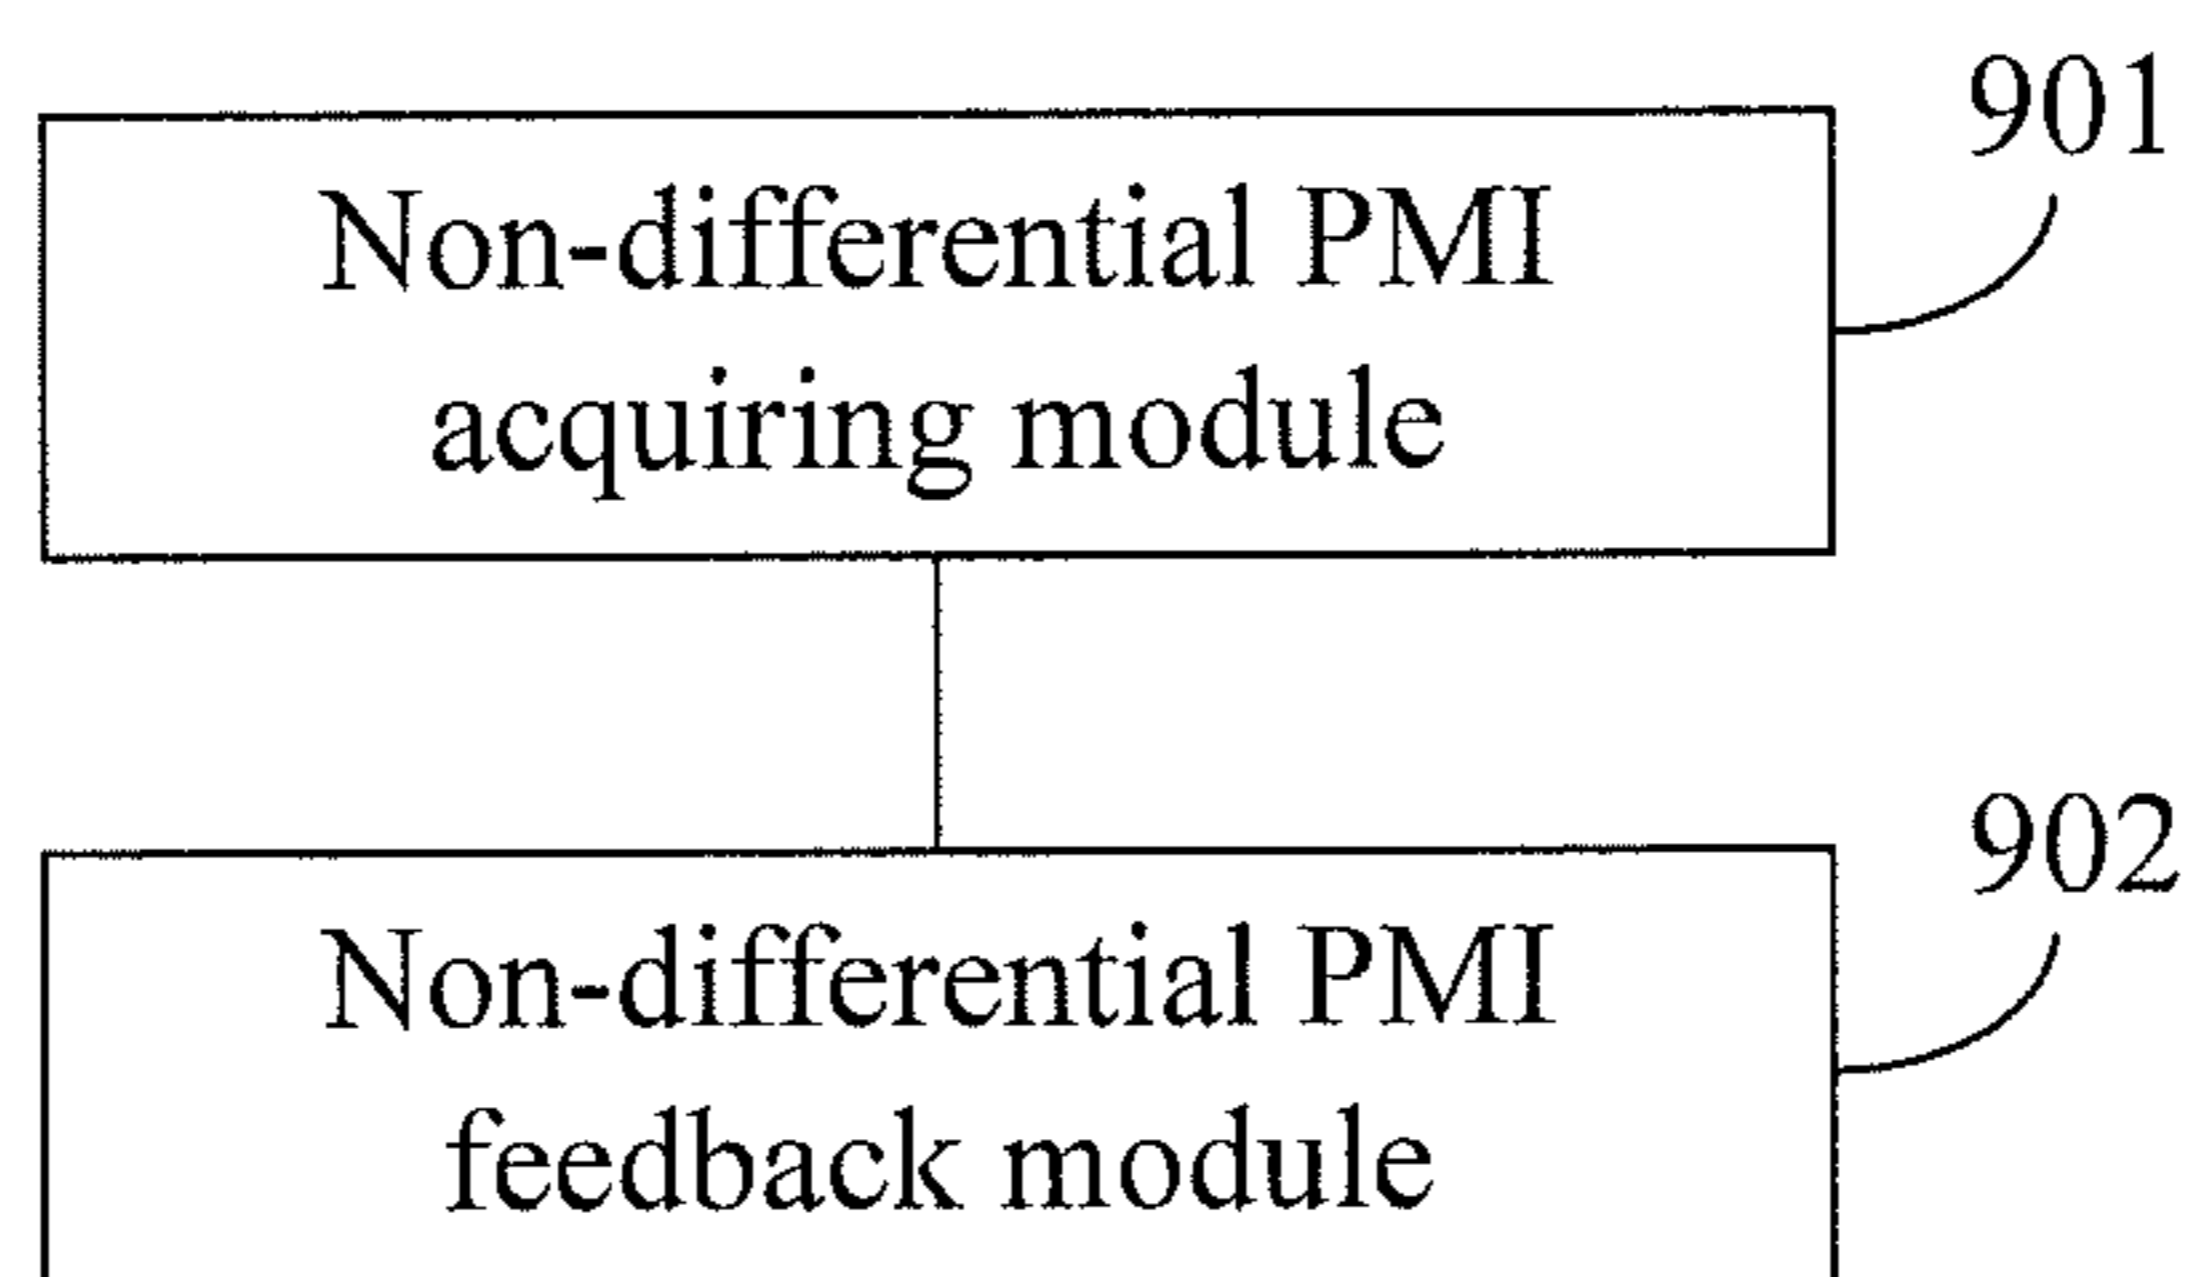 901
Non-differential PMI
acquiring module
902
Non-differential PMI
feedback module